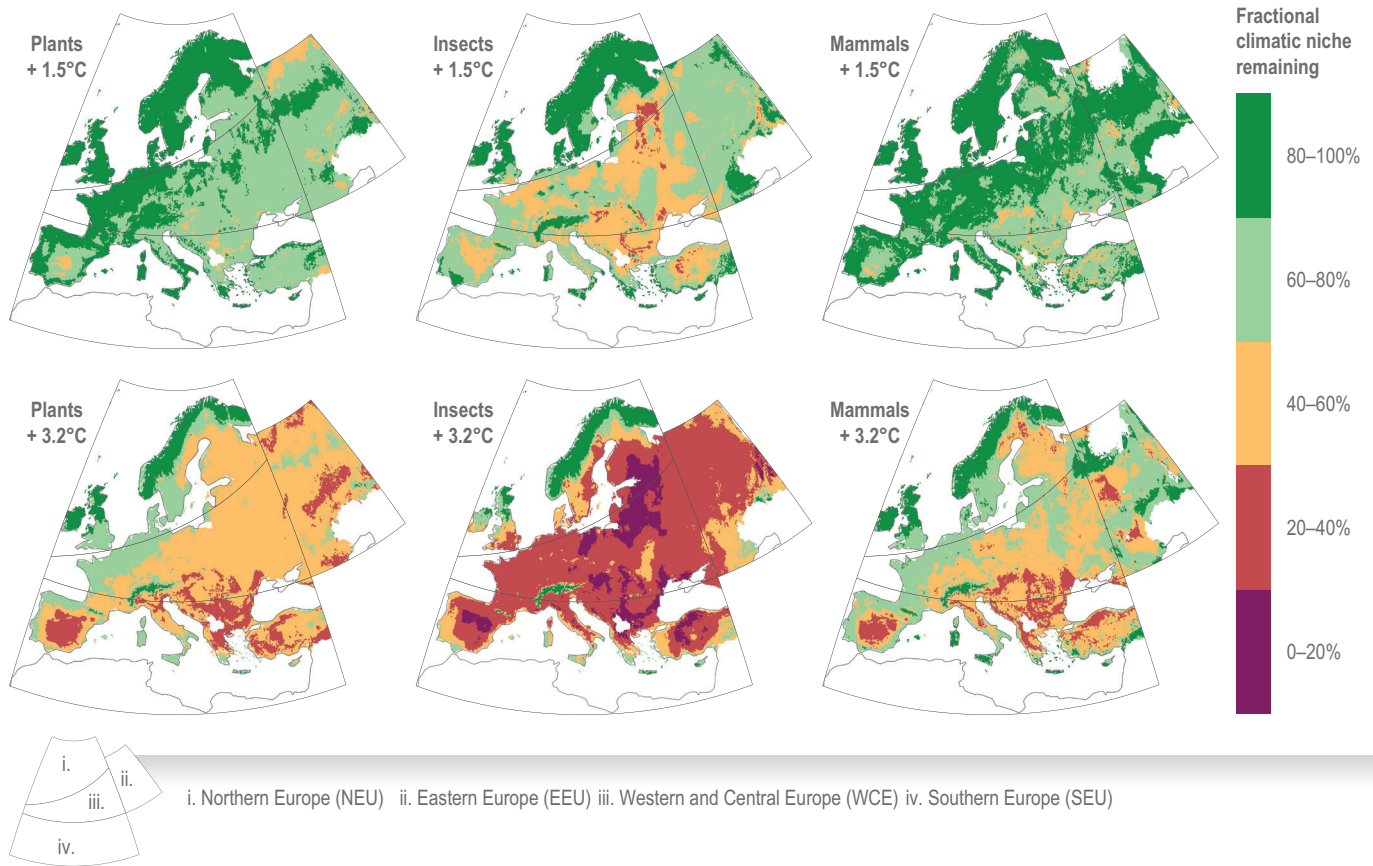 Plants
+ 1.5°C
Insects
+ 1.5°C
Mammals
+ 1.5°C
Fractional
climatic niche
remaining
80–100%
60–80%
40–60%
20–40%
0–20%
Plants
+ 3.2°C
Insects
+ 3.2°C
Mammals
+ 3.2°C
i.
ii.
iii.
iv.
i. Northern Europe (NEU) ii. Eastern Europe (EEU) iii. Western and Central Europe (WCE) iv. Southern Europe (SEU)